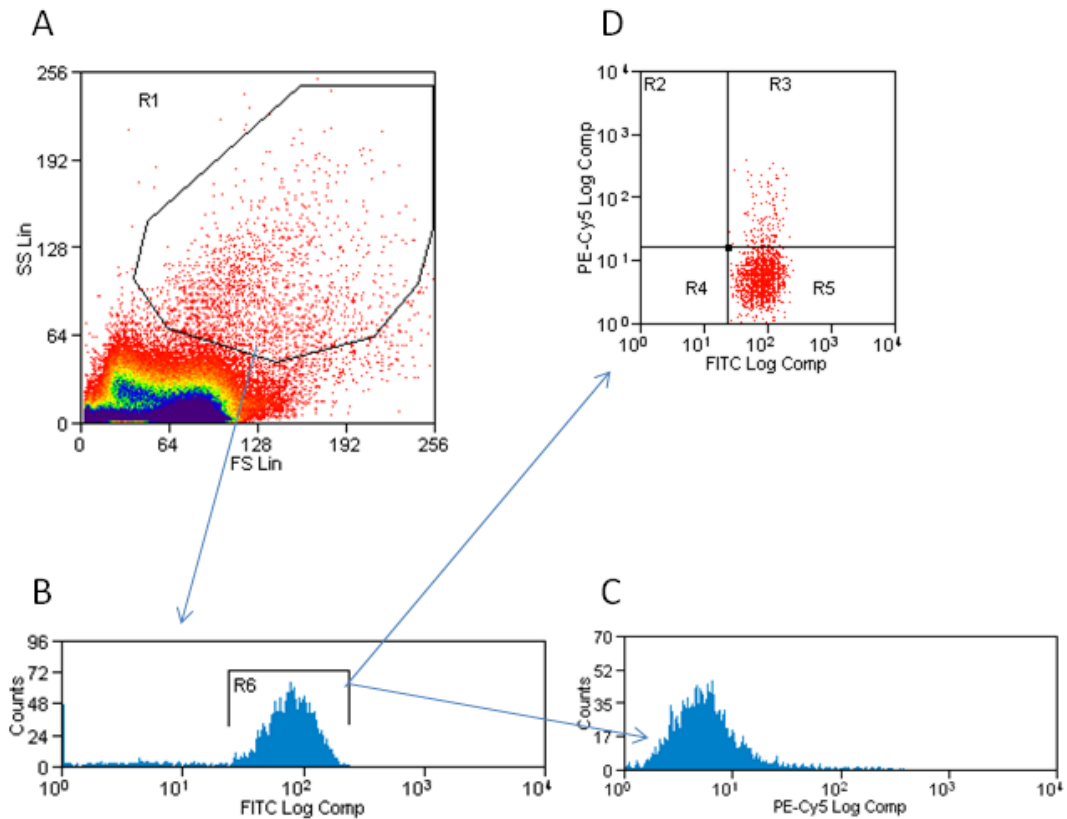 A
256
192
128
64
0
SS Lin
R1
0 64 128 192 256
FS Lin
D
10⁴
10³
10²
10¹
10⁰
PE-Cy5 Log Comp
R2 R3
R4 R5
10⁰ 10¹ 10² 10³ 10⁴
FITC Log Comp
B
96
72
48
24
0
Counts
R6
10⁰ 10¹ 10² 10³ 10⁴
FITC Log Comp
C
70
52
35
17
0
Counts
10⁰ 10¹ 10² 10³ 10⁴
PE-Cy5 Log Comp